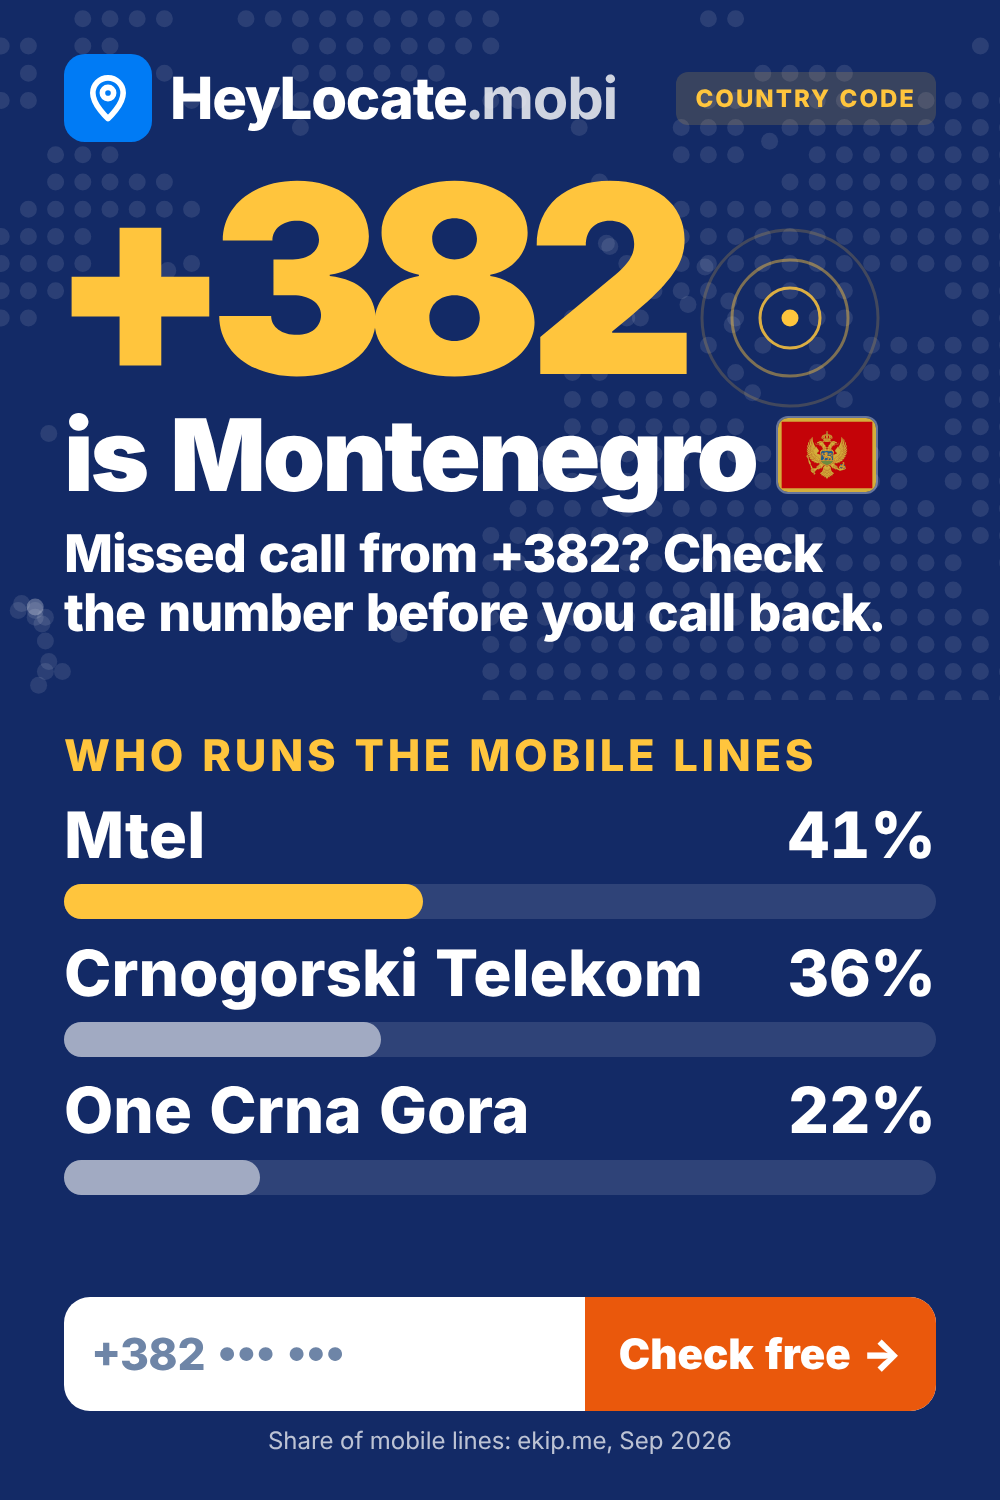 HeyLocate.mobi
COUNTRY CODE
+382
is Montenegro
Missed call from +382? Check
the number before you call back.
WHO RUNS THE MOBILE LINES
Mtel 41%
Crnogorski Telekom 36%
One Crna Gora 22%
+382 ••• •••
Check free →
Share of mobile lines: ekip.me, Sep 2026